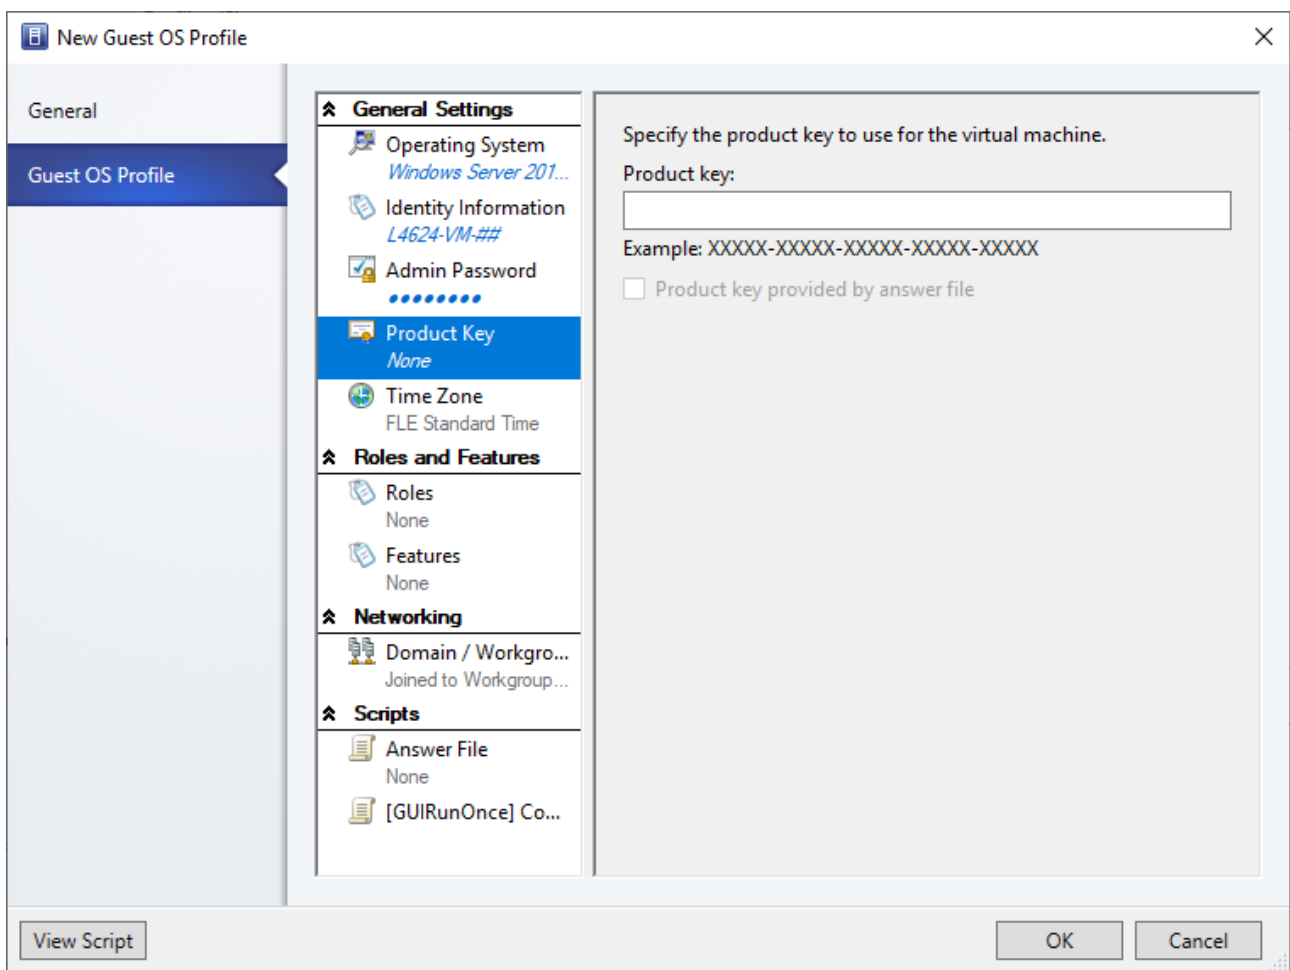 New Guest OS Profile
General
Guest OS Profile
General Settings
Operating System
Windows Server 201...
Identity Information
L4624-VM-##
Admin Password
●●●●●●●●
Product Key
None
Time Zone
FLE Standard Time
Roles and Features
Roles
None
Features
None
Networking
Domain / Workgro...
Joined to Workgroup...
Scripts
Answer File
None
[GUIRunOnce] Co...
Specify the product key to use for the virtual machine.
Product key:
Example: XXXXX-XXXXX-XXXXX-XXXXX-XXXXX
Product key provided by answer file
View Script
OK
Cancel